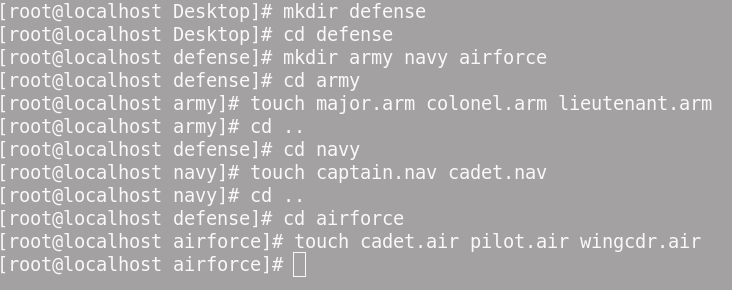 [root@localhost Desktop]# mkdir defense
[root@localhost Desktop]# cd defense
[root@localhost defense]# mkdir army navy airforce
[root@localhost defense]# cd army
[root@localhost army]# touch major.arm colonel.arm lieutenant.arm
[root@localhost army]# cd ..
[root@localhost defense]# cd navy
[root@localhost navy]# touch captain.nav cadet.nav
[root@localhost navy]# cd ..
[root@localhost defense]# cd airforce
[root@localhost airforce]# touch cadet.air pilot.air wingcdr.air
[root@localhost airforce]#